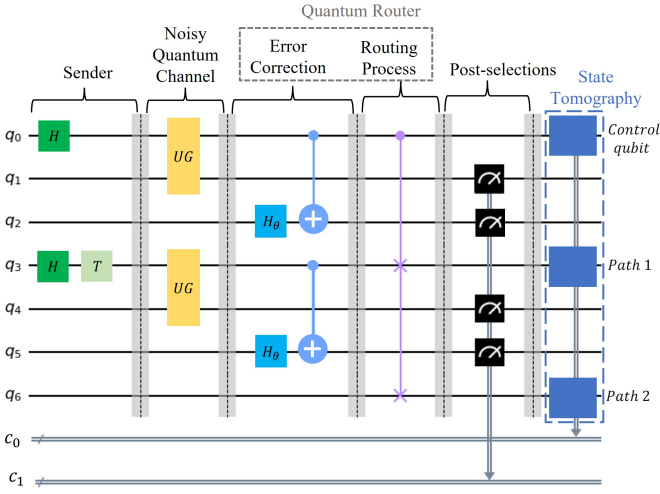 Quantum Router
Noisy
Quantum
Channel
Error
Correction
Routing
Process
Sender
Post-selections
State
Tomography
q0 H Control
qubit
UG
q1
q2 Hθ
q3 H T Path 1
UG
q4
q5 Hθ
q6 Path 2
c0
c1